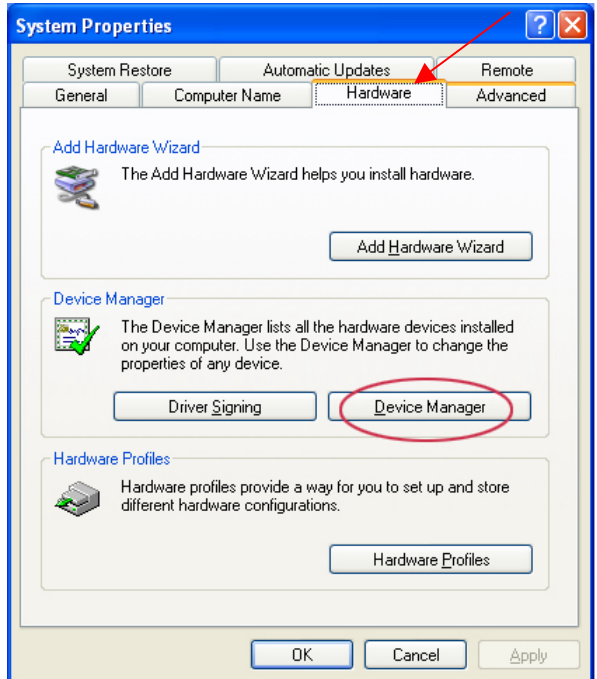 System Properties
System Restore Automatic Updates Remote
General Computer Name Hardware Advanced
Add Hardware Wizard
The Add Hardware Wizard helps you install hardware.
Add Hardware Wizard
Device Manager
The Device Manager lists all the hardware devices installed
on your computer. Use the Device Manager to change the
properties of any device.
Driver Signing Device Manager
Hardware Profiles
Hardware profiles provide a way for you to set up and store
different hardware configurations.
Hardware Profiles
OK Cancel Apply